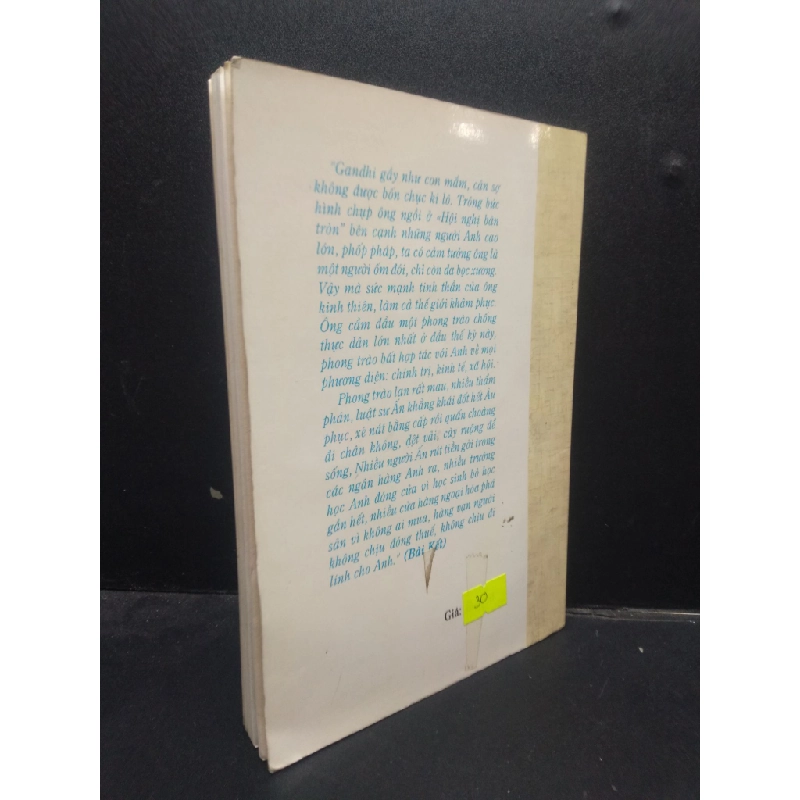 "Gandhi gầy như con mắm, cân sợ
không được bốn chục kí lô. Trông bức
hình chụp ông ngồi ở «Hội nghị bàn
tròn" bên cạnh những người Anh cao
lớn, phốp pháp, ta có cảm tưởng ông là
một người ốm đói, chỉ còn da bọc xương.
Vậy mà sức mạnh tinh thần của ông
kinh thiên, làm cả thế giới khâm phục.
Ông cầm đầu một phong trào chống
thực dân lớn nhất ở đầu thế kỷ này,
phong trào bất hợp tác với Anh về mọi
phương diện: chính trị, kinh tế, xã hội.
Phong trào lan rất mau, nhiều thẩm
phán, luật sư Ấn khẳng khái đốt hết Âu
phục, xé nát bằng cấp rồi quấn choàng
đi chân không, dệt vải, cày ruộng để
sống, Nhiều người Ấn rút tiền gởi trong
các ngân hàng Anh ra, nhiều trường
học Anh đóng cửa vì học sinh bỏ học
gần hết, nhiều cửa hàng ngoại hóa phá
sản vì không ai mua, hàng vạn người
không chịu đóng thuế, không chịu đi
lính cho Anh." (Bài Kết)
Giá:
30